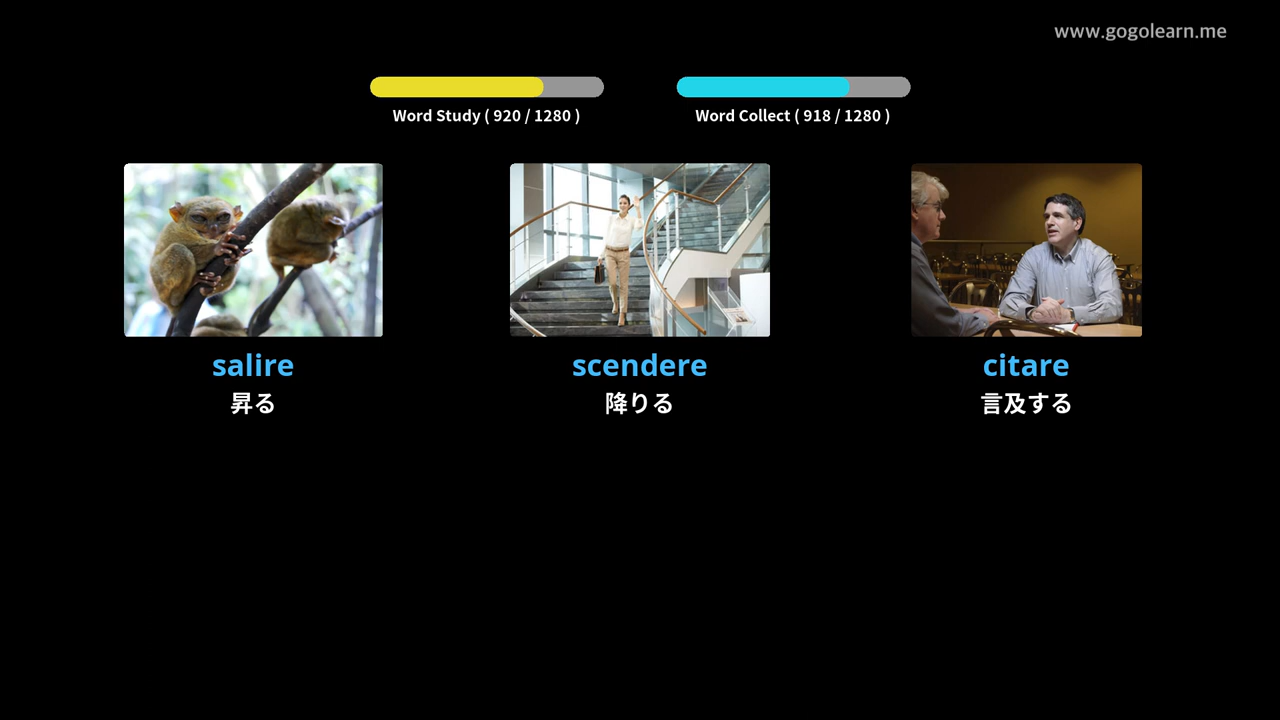 www.gogolearn.me
Word Study ( 920 / 1280 )
Word Collect ( 918 / 1280 )
salire
昇る
scendere
降りる
citare
言及する